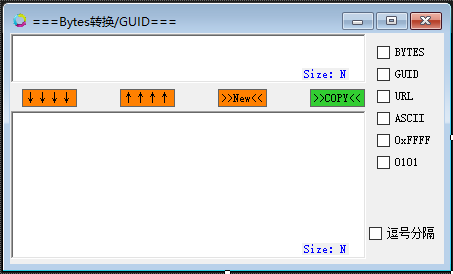 ===Bytes转换/GUID===
Size: N
↓↓↓↓ ↑↑↑↑ >>New<< >>COPY<<
Size: N
BYTES
GUID
URL
ASCII
0xFFFF
0101
逗号分隔